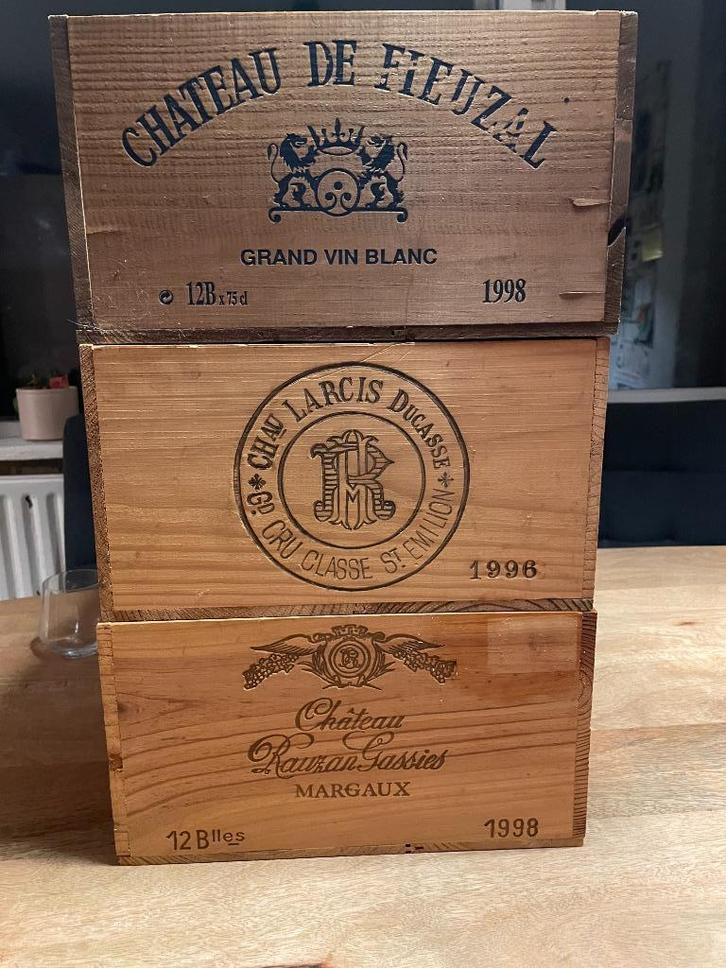 CHATEAU DE FIEUZAL
GRAND VIN BLANC
12B x 75 cl
1998
CHAU LARCIS DUCASSE
GD CRU CLASSE ST EMILION
1996
Château
Rauzan Gassies
MARGAUX
12 Blles
1998